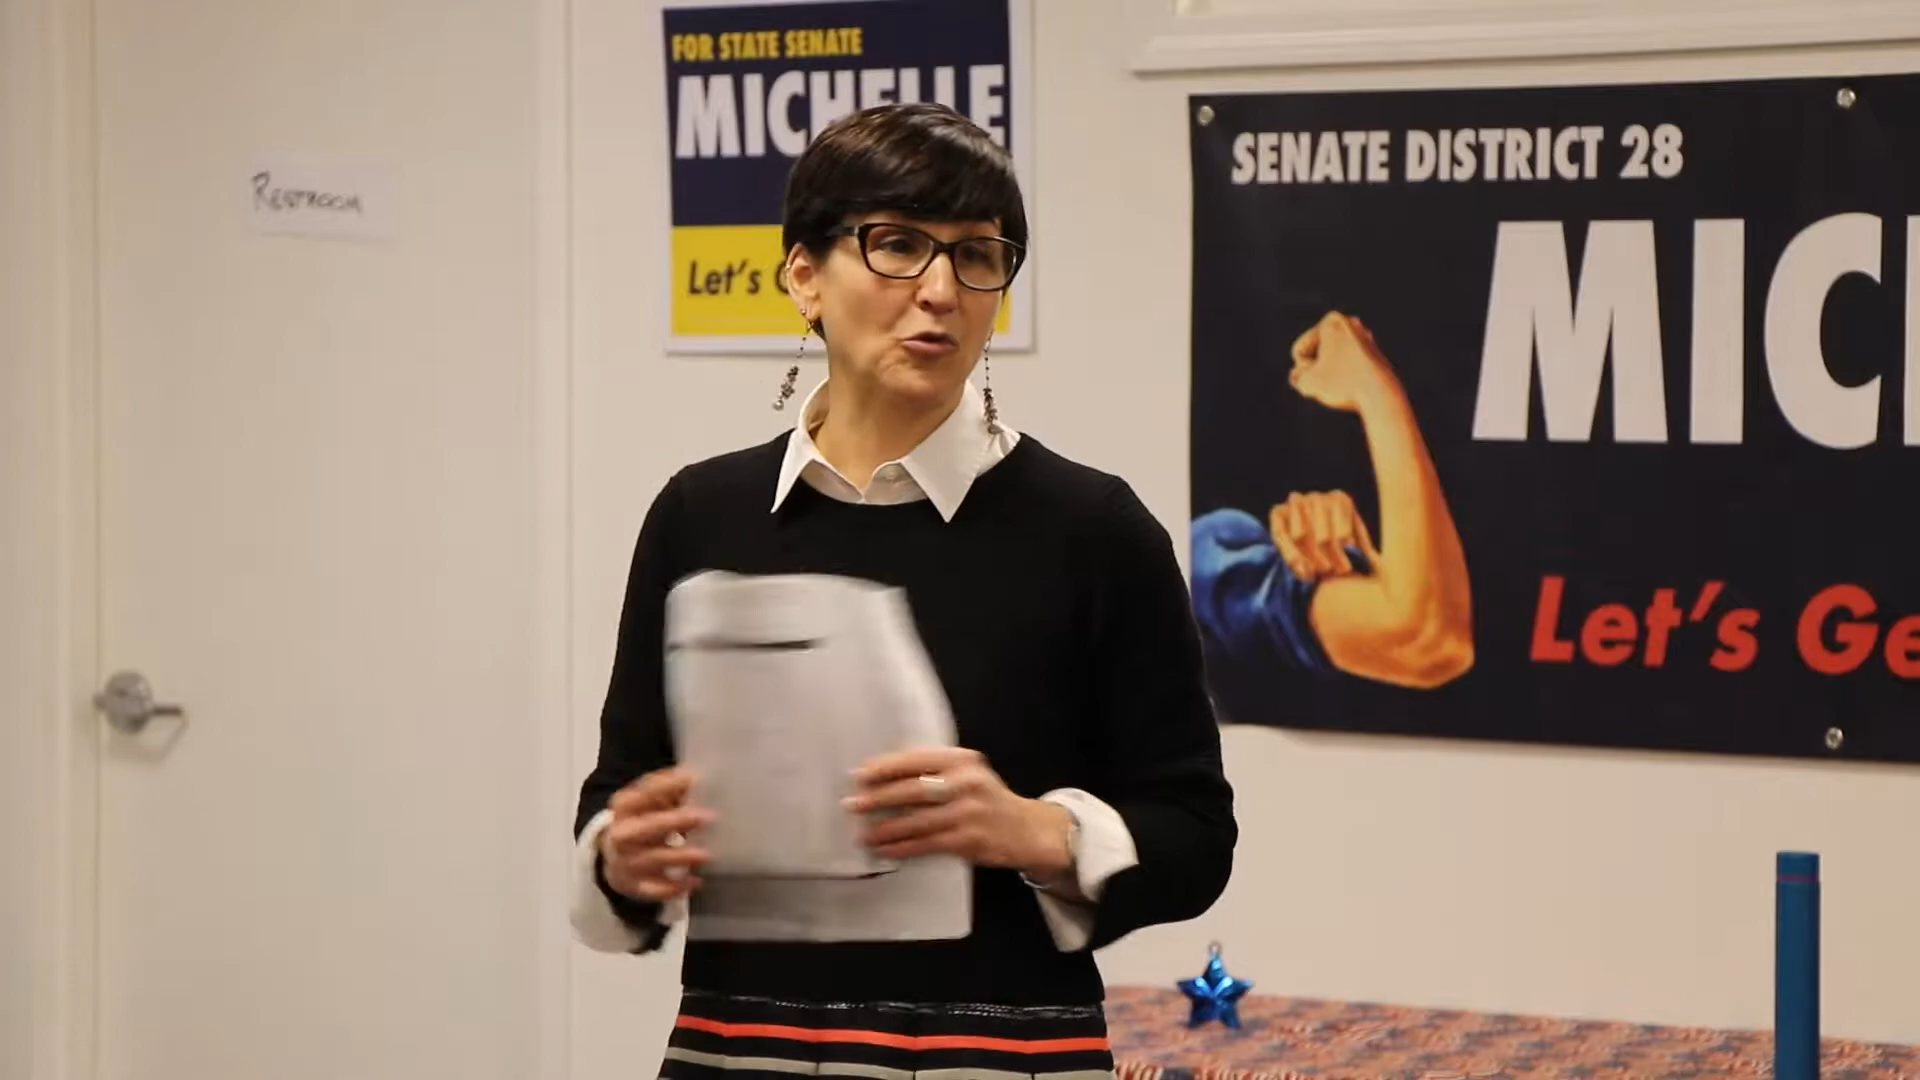 FOR STATE SENATE
MICHELLE
Let's
RESTROOM
SENATE DISTRICT 28
MIC
Let's Ge